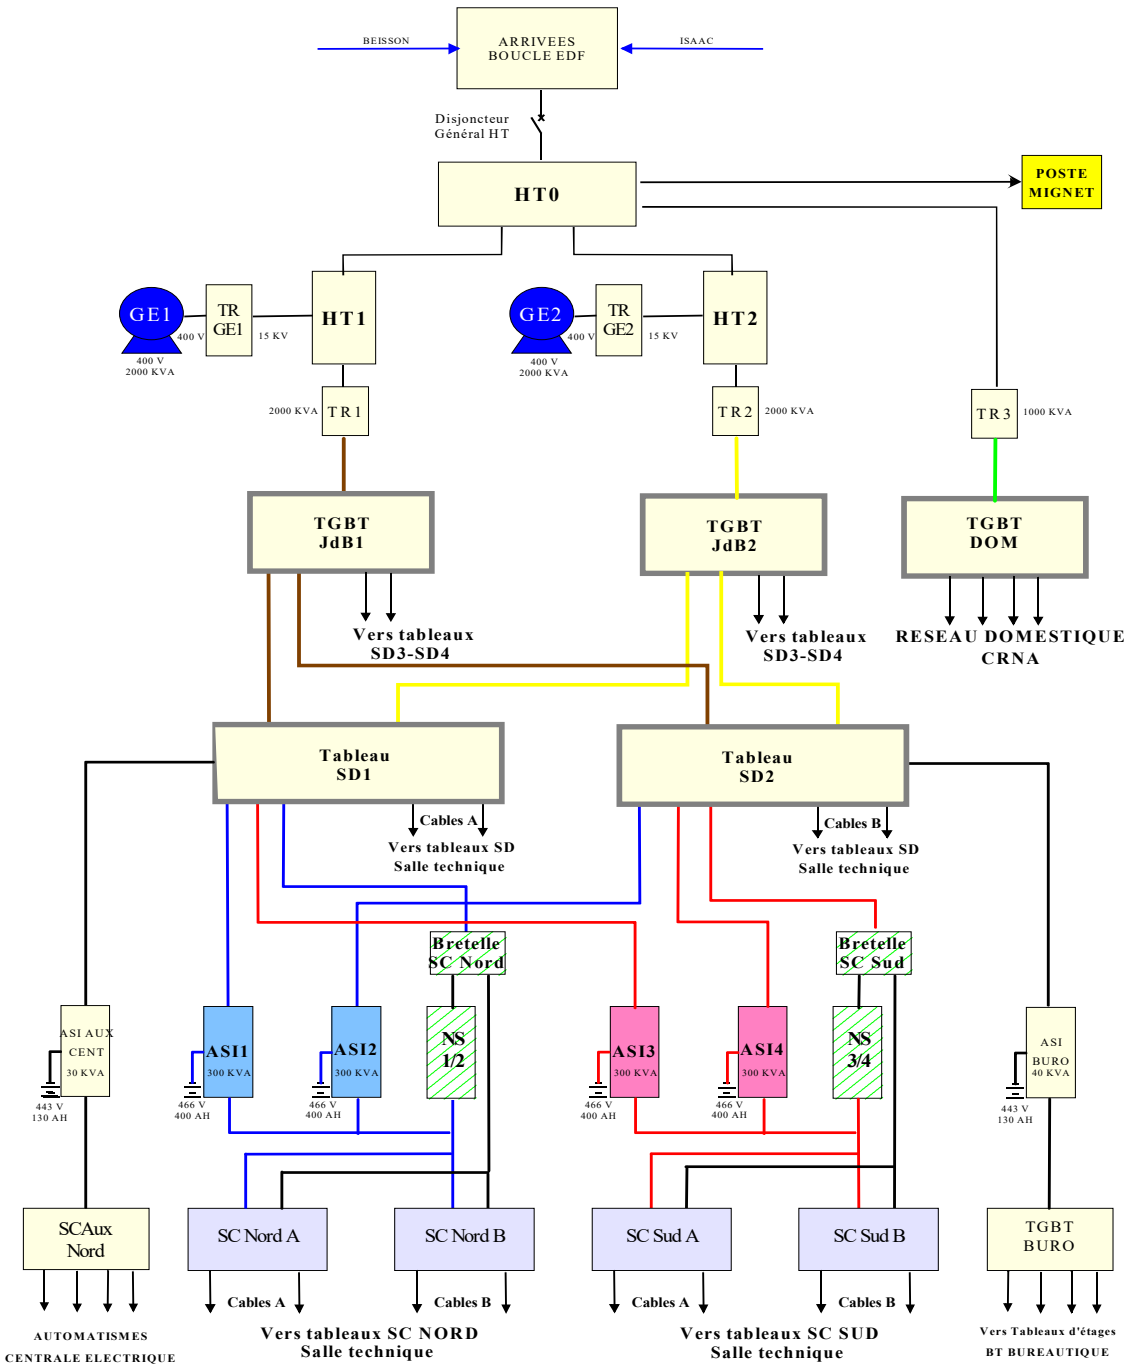 BEISSON
ARRIVEES
BOUCLE EDF
ISAAC
Disjoncteur
Général HT
HT0
POSTE
MIGNET
GE1
400 V
TR
GE1
15 KV
HT1
400 V
2000 KVA
GE2
400 V
TR
GE2
15 KV
HT2
400 V
2000 KVA
2000 KVA
TR1
TR2
2000 KVA
TR3
1000 KVA
TGBT
JdB1
TGBT
JdB2
TGBT
DOM
Vers tableaux
SD3-SD4
Vers tableaux
SD3-SD4
RESEAU DOMESTIQUE
CRNA
Tableau
SD1
Tableau
SD2
Cables A
Vers tableaux SD
Salle technique
Cables B
Vers tableaux SD
Salle technique
Bretelle
SC Nord
Bretelle
SC Sud
ASI AUX
CENT
30 KVA
443 V
130 AH
ASI1
300 KVA
466 V
400 AH
ASI2
300 KVA
466 V
400 AH
NS
1/2
ASI3
300 KVA
466 V
400 AH
ASI4
300 KVA
466 V
400 AH
NS
3/4
ASI
BURO
40 KVA
443 V
130 AH
SCAux
Nord
SC Nord A
SC Nord B
SC Sud A
SC Sud B
TGBT
BURO
Cables A
Cables B
Cables A
Cables B
AUTOMATISMES
CENTRALE ELECTRIQUE
Vers tableaux SC NORD
Salle technique
Vers tableaux SC SUD
Salle technique
Vers Tableaux d'étages
BT BUREAUTIQUE